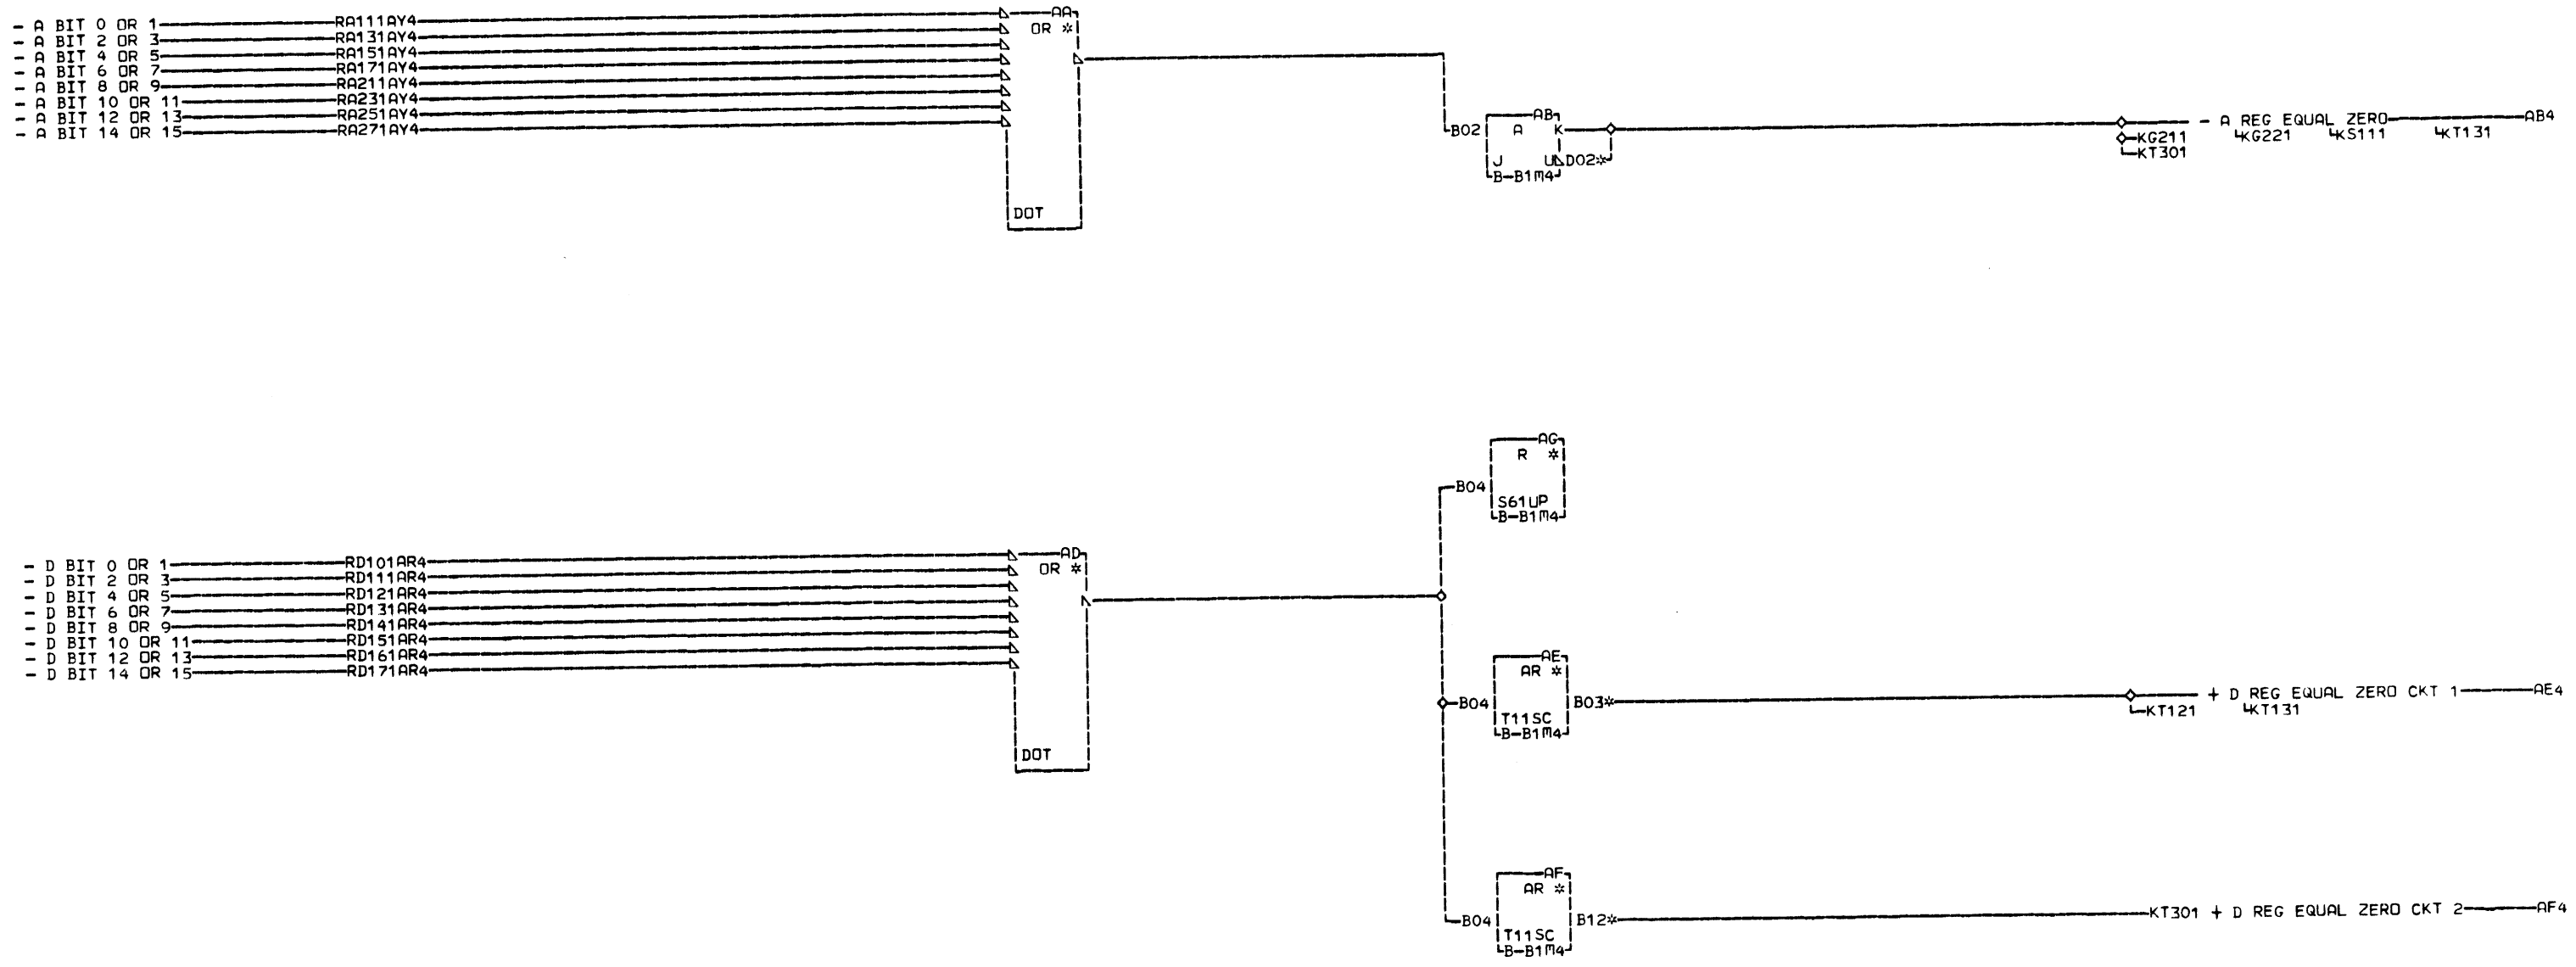 - A BIT 0 OR 1 RA111AY4
- A BIT 2 OR 3 RA131AY4
- A BIT 4 OR 5 RA151AY4
- A BIT 6 OR 7 RA171AY4
- A BIT 8 OR 9 RA211AY4
- A BIT 10 OR 11 RA231AY4
- A BIT 12 OR 13 RA251AY4
- A BIT 14 OR 15 RA271AY4
AA
OR *
DOT
B02
AB
A K
J U D02*
B-B1M4
- A REG EQUAL ZERO AB4
KG211 KG221 KS111 KT131
KT301
AG
R *
B04
S61UP
B-B1M4
- D BIT 0 OR 1 RD101AR4
- D BIT 2 OR 3 RD111AR4
- D BIT 4 OR 5 RD121AR4
- D BIT 6 OR 7 RD131AR4
- D BIT 8 OR 9 RD141AR4
- D BIT 10 OR 11 RD151AR4
- D BIT 12 OR 13 RD161AR4
- D BIT 14 OR 15 RD171AR4
AD
OR *
DOT
AE
AR *
B04 B03*
T11SC
B-B1M4
+ D REG EQUAL ZERO CKT 1 AE4
KT121 KT131
AF
AR *
B04 B12*
T11SC
B-B1M4
KT301 + D REG EQUAL ZERO CKT 2 AF4